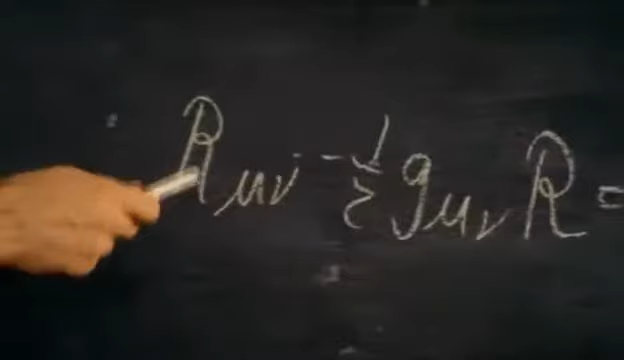 Rμν - 1/2 gμν R =